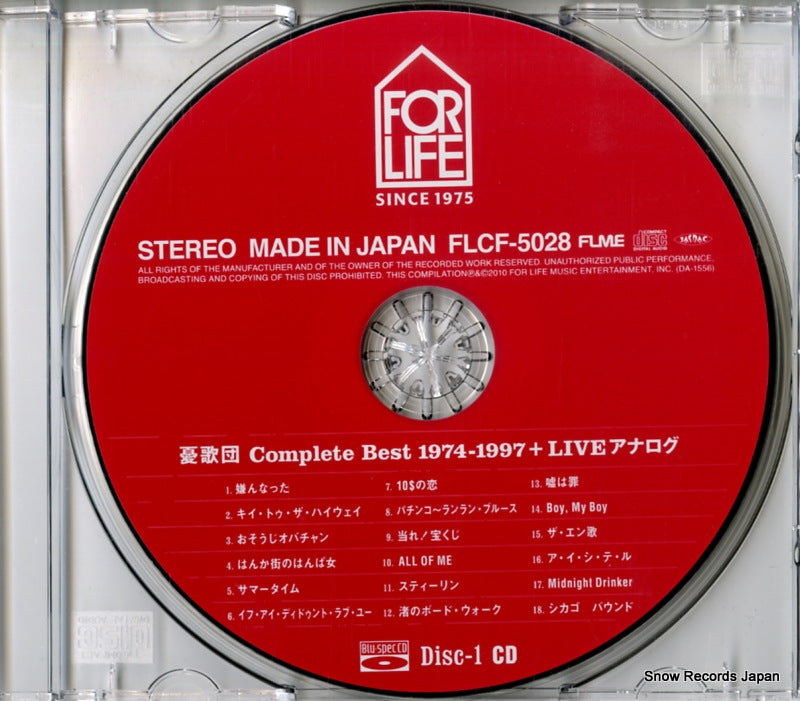 FOR
LIFE
SINCE 1975
STEREO MADE IN JAPAN FLCF-5028 FLME COMPACT disc DIGITAL AUDIO JASRAC
ALL RIGHTS OF THE MANUFACTURER AND OF THE OWNER OF THE RECORDED WORK RESERVED. UNAUTHORIZED PUBLIC PERFORMANCE.
BROADCASTING AND COPYING OF THIS DISC PROHIBITED. THIS COMPILATION℗&©2010 FOR LIFE MUSIC ENTERTAINMENT, INC. (DA-1556)
憂歌団 Complete Best 1974-1997+LIVEアナログ
1. 嫌んなった
2. キイ・トゥ・ザ・ハイウェイ
3. おそうじオバチャン
4. はんか街のはんぱ女
5. サマータイム
6. イフ・アイ・ディドゥント・ラブ・ユー
7. 10$の恋
8. パチンコ〜ランラン・ブルース
9. 当れ!宝くじ
10. ALL OF ME
11. スティーリン
12. 渚のボード・ウォーク
13. 嘘は罪
14. Boy, My Boy
15. ザ・エン歌
16. ア・イ・シ・テ・ル
17. Midnight Drinker
18. シカゴ バウンド
Blu-specCD Disc-1 CD
Snow Records Japan